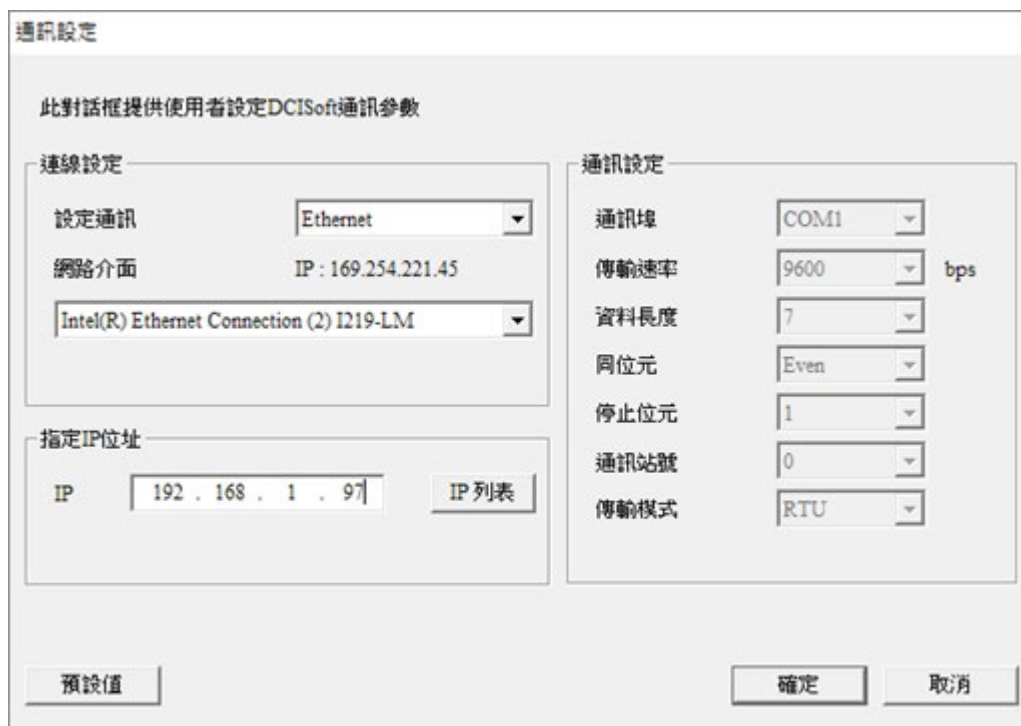 通訊設定
此對話框提供使用者設定DCISoft通訊參數
連線設定
設定通訊 Ethernet
網路介面 IP : 169.254.221.45
Intel(R) Ethernet Connection (2) I219-LM
指定IP位址
IP 192 . 168 . 1 . 97 IP 列表
通訊設定
通訊埠 COM1
傳輸速率 9600 bps
資料長度 7
同位元 Even
停止位元 1
通訊站號 0
傳輸模式 RTU
預設值 確定 取消